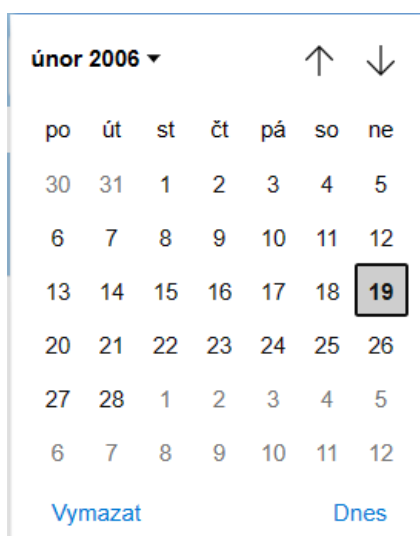 únor 2006
po út st čt pá so ne
30 31 1 2 3 4 5
6 7 8 9 10 11 12
13 14 15 16 17 18 19
20 21 22 23 24 25 26
27 28 1 2 3 4 5
6 7 8 9 10 11 12
Vymazat Dnes